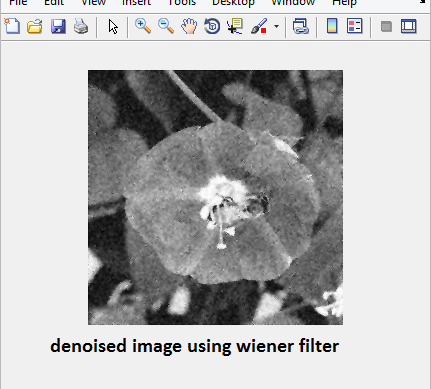 File Edit View Insert Tools Desktop Window Help
denoised image using wiener filter